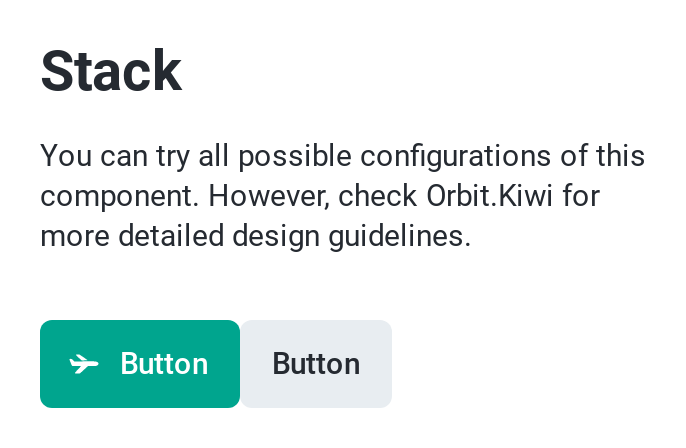 Stack
You can try all possible configurations of this
component. However, check Orbit.Kiwi for
more detailed design guidelines.
Button Button